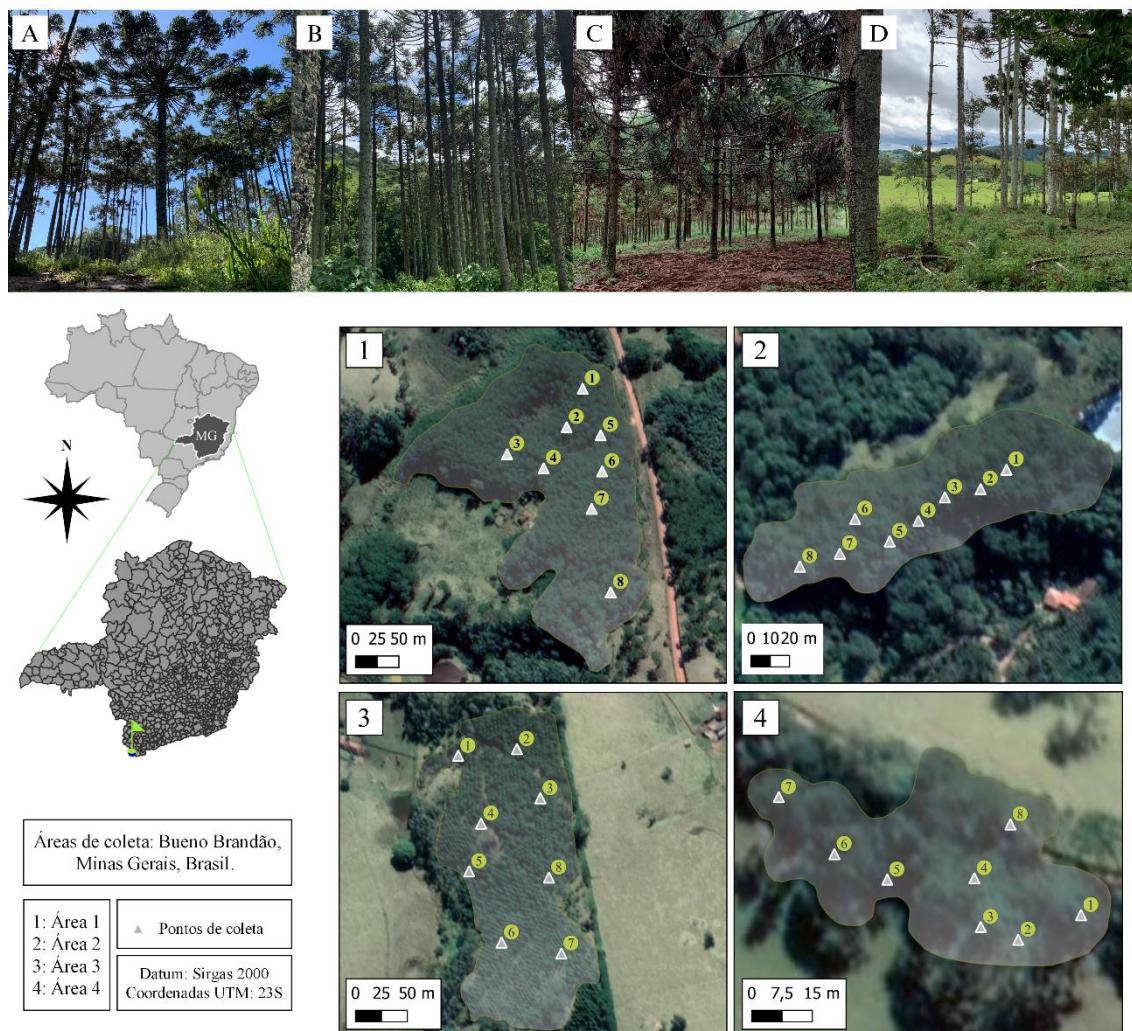 A
B
C
D
MG
N
Áreas de coleta: Bueno Brandão,
Minas Gerais, Brasil.
1: Área 1
2: Área 2
3: Área 3
4: Área 4
Pontos de coleta
Datum: Sirgas 2000
Coordenadas UTM: 23S
1
1
2
5
3
4
6
7
8
0 25 50 m
2
1
2
3
4
6
5
7
8
0 10 20 m
3
1
2
3
4
5
8
6
7
0 25 50 m
4
7
8
6
5
4
1
3
2
0 7,5 15 m